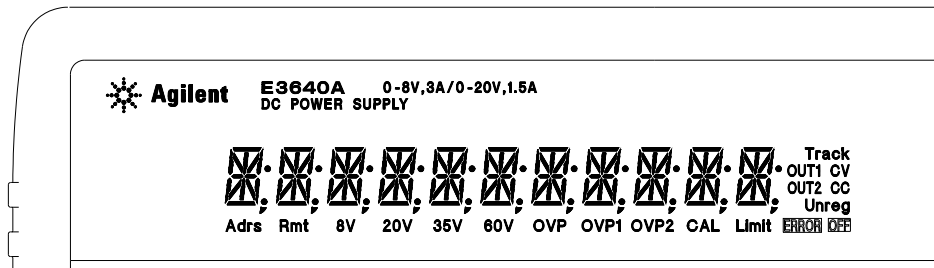 Agilent E3640A 0-8V,3A/0-20V,1.5A
DC POWER SUPPLY
Track
OUT1 CV
OUT2 CC
Unreg
Adrs Rmt 8V 20V 35V 60V OVP OVP1 OVP2 CAL Limit ERROR OFF